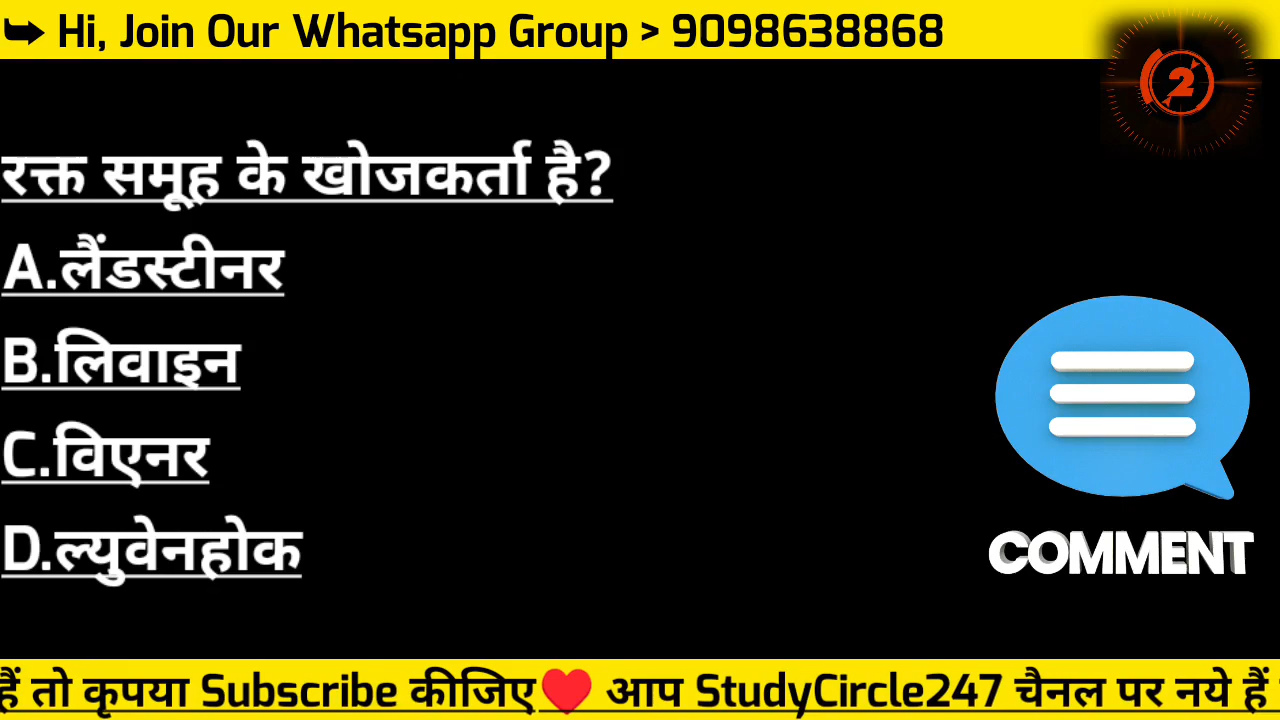 ➥ Hi, Join Our Whatsapp Group > 9098638868
2
रक्त समूह के खोजकर्ता है?
A.लैंडस्टीनर
B.लिवाइन
C.विएनर
D.ल्युवेनहोक
COMMENT
हैं तो कृपया Subscribe कीजिए❤️ आप StudyCircle247 चैनल पर नये हैं